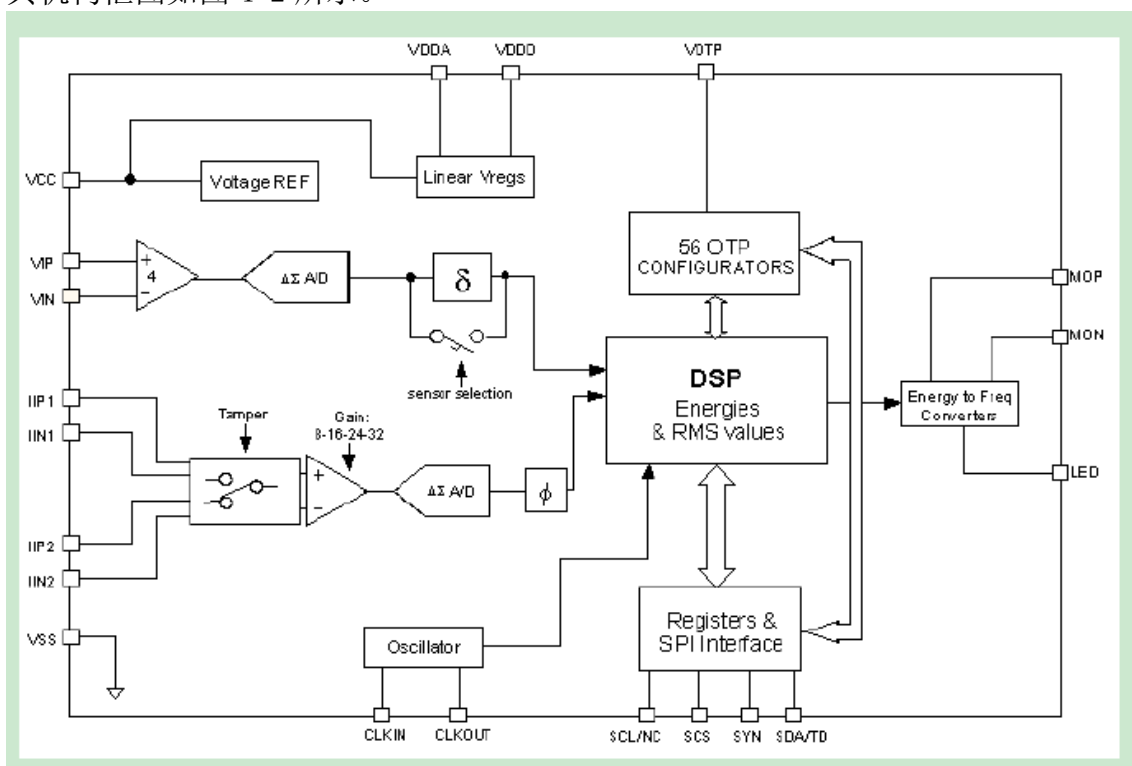 VDDA VDDD VOTP
VCC
Voltage REF
Linear Vregs
VIP
VIN
+
4
−
ΔΣ A/D
δ
sensor selection
56 OTP
CONFIGURATORS
MOP
MON
DSP
Energies
& RMS values
Energy to Freq
Converters
LED
IIP1
IIN1
Tamper
Gain:
8-16-24-32
+
−
ΔΣ A/D
ϕ
IIP2
IIN2
VSS
Oscillator
Registers &
SPI Interface
CLKIN CLKOUT SCL/NC SCS SYN SDA/TD